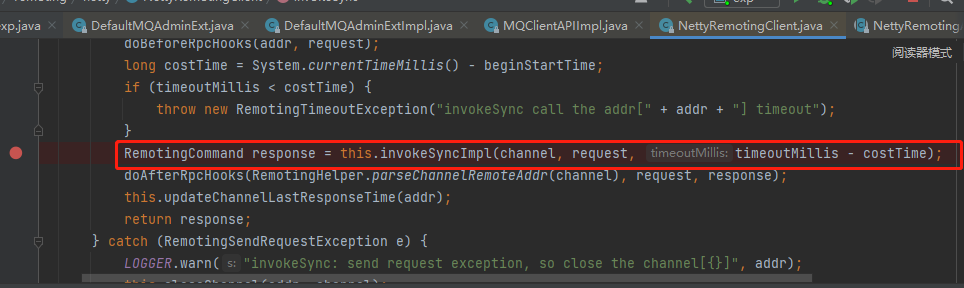 exp
xp.java DefaultMQAdminExt.java DefaultMQAdminExtImpl.java MQClientAPIImpl.java NettyRemotingClient.java NettyRemoting
阅读器模式
doBeforeRpcHooks(addr, request);
long costTime = System.currentTimeMillis() - beginStartTime;
if (timeoutMillis < costTime) {
throw new RemotingTimeoutException("invokeSync call the addr[" + addr + "] timeout");
}
RemotingCommand response = this.invokeSyncImpl(channel, request, timeoutMillis: timeoutMillis - costTime);
doAfterRpcHooks(RemotingHelper.parseChannelRemoteAddr(channel), request, response);
this.updateChannelLastResponseTime(addr);
return response;
} catch (RemotingSendRequestException e) {
LOGGER.warn( s: "invokeSync: send request exception, so close the channel[{}]", addr);